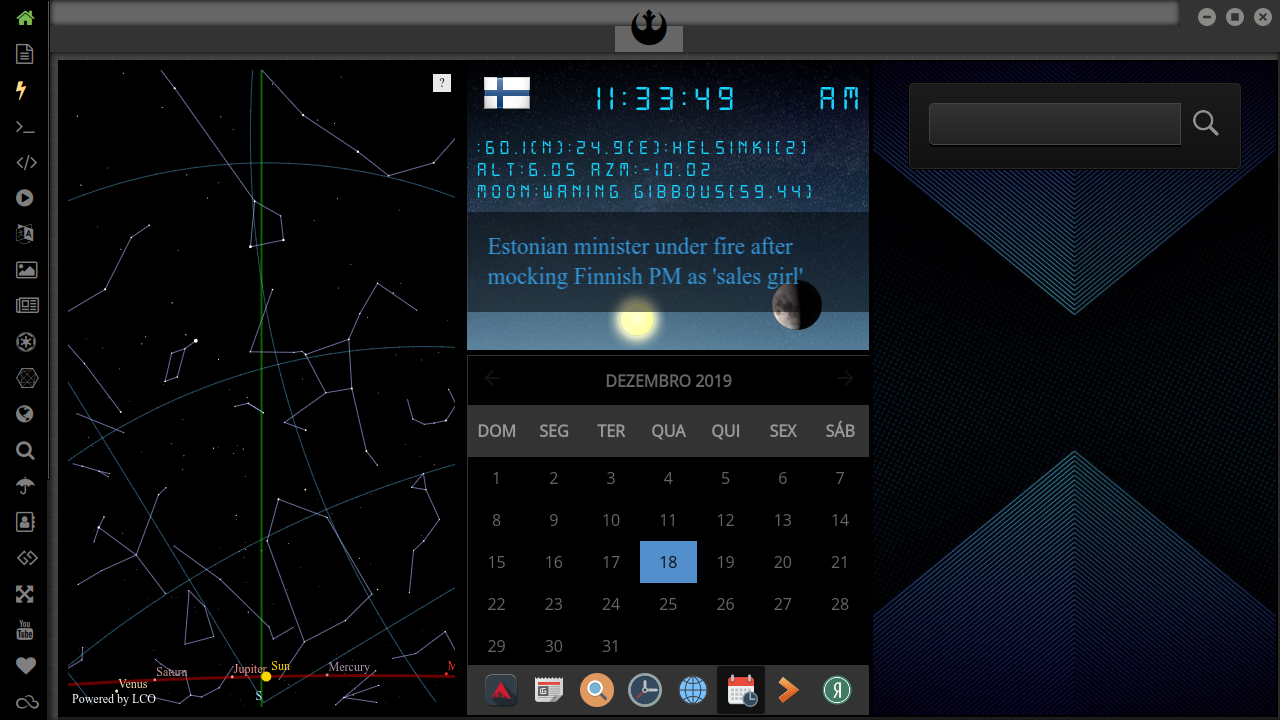 ?
11:33:49 AM
:60.1(N):24.9(E):HELSINKI(2)
ALT:6.05 AZM:-10.02
MOON:WANING GIBBOUS(59.44)
Estonian minister under fire after
mocking Finnish PM as 'sales girl'
DEZEMBRO 2019
DOM SEG TER QUA QUI SEX SÁB
1 2 3 4 5 6 7
8 9 10 11 12 13 14
15 16 17 18 19 20 21
22 23 24 25 26 27 28
29 30 31
Saturn Jupiter Sun Mercury M
Venus
Powered by LCO
S
You
Tube
Я